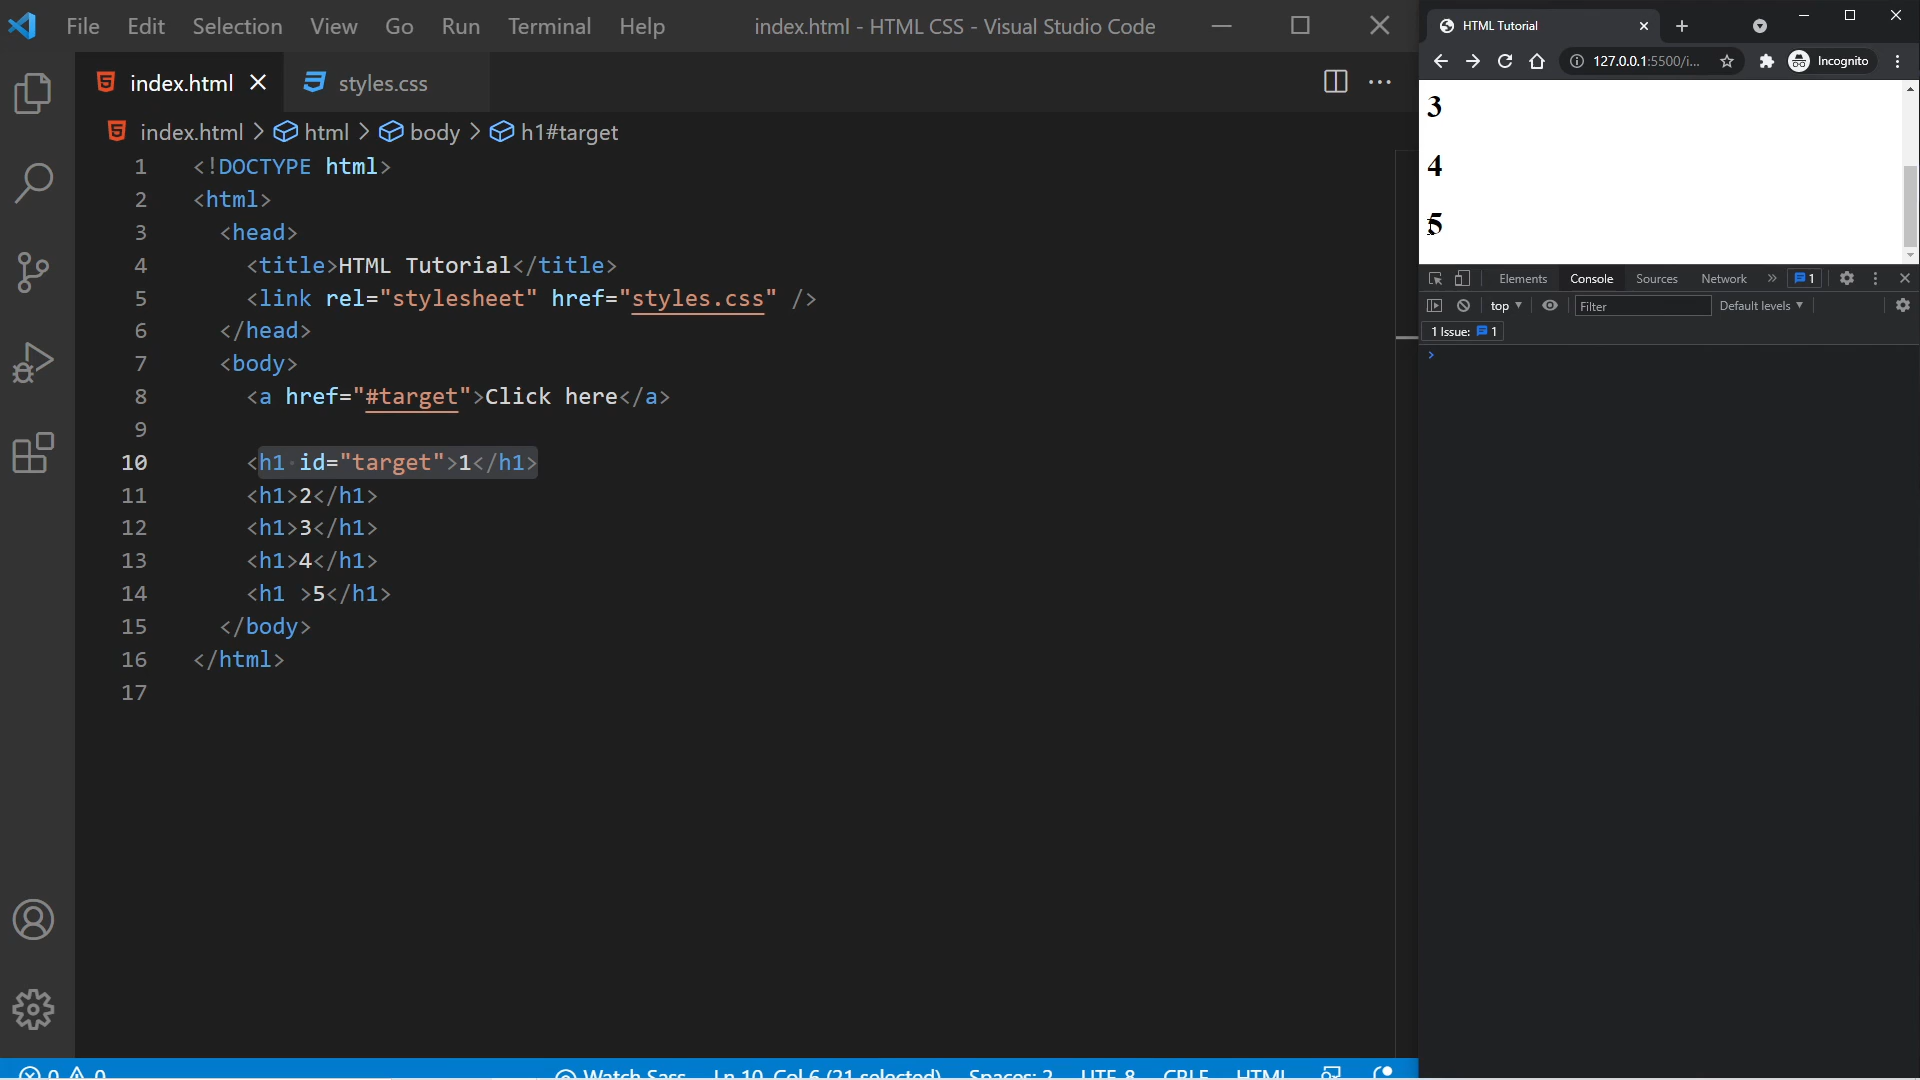 File Edit Selection View Go Run Terminal Help index.html - HTML CSS - Visual Studio Code
index.html styles.css
index.html > html > body > h1#target
1 <!DOCTYPE html>
2 <html>
3 <head>
4 <title>HTML Tutorial</title>
5 <link rel="stylesheet" href="styles.css" />
6 </head>
7 <body>
8 <a href="#target">Click here</a>
9
10 <h1 id="target">1</h1>
11 <h1>2</h1>
12 <h1>3</h1>
13 <h1>4</h1>
14 <h1 >5</h1>
15 </body>
16 </html>
17
0 0 Watch Sass Ln 10, Col 6 (21 selected) Spaces: 2 UTF-8 CRLF HTML
HTML Tutorial
127.0.0.1:5500/i... Incognito
3
4
5
Elements Console Sources Network » 1
top Filter Default levels
1 Issue: 1